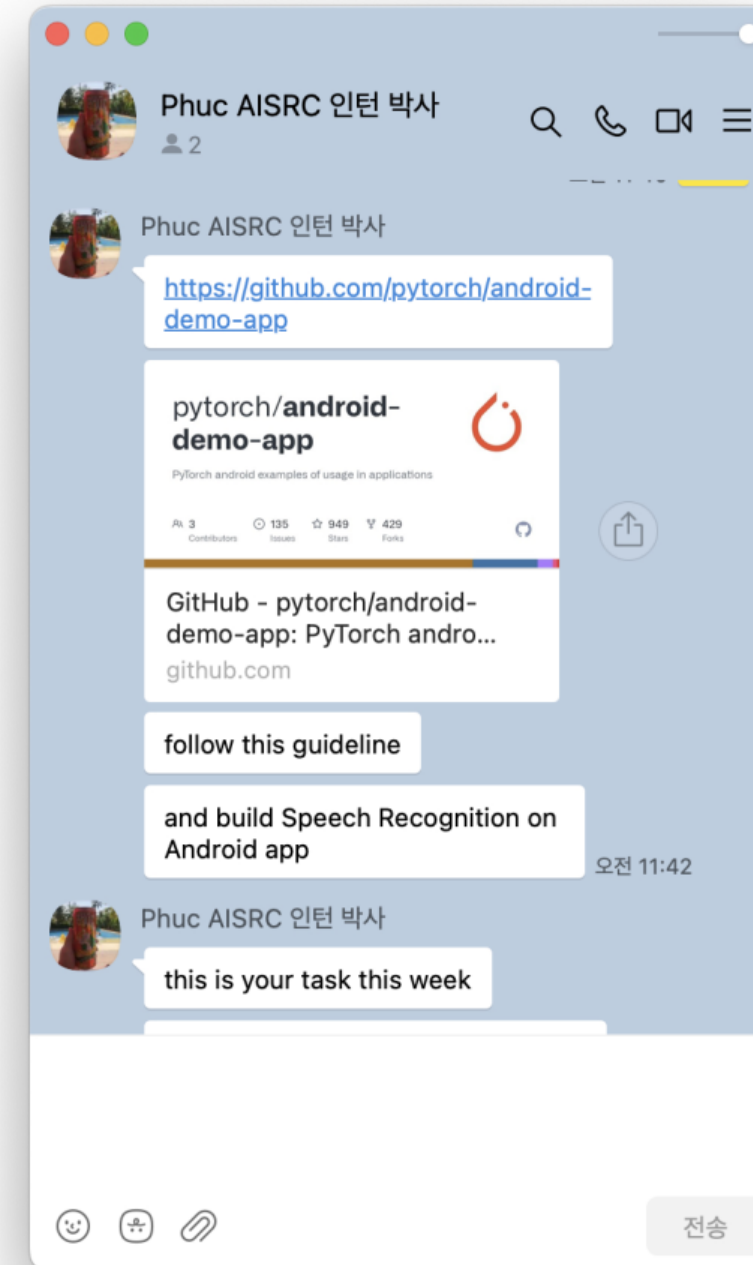 Phuc AISRC 인턴 박사
2
Phuc AISRC 인턴 박사
https://github.com/pytorch/android-
demo-app
pytorch/android-
demo-app
PyTorch android examples of usage in applications
3
Contributors
135
Issues
949
Stars
429
Forks
GitHub - pytorch/android-
demo-app: PyTorch andro...
github.com
follow this guideline
and build Speech Recognition on
Android app
오전 11:42
Phuc AISRC 인턴 박사
this is your task this week
전송